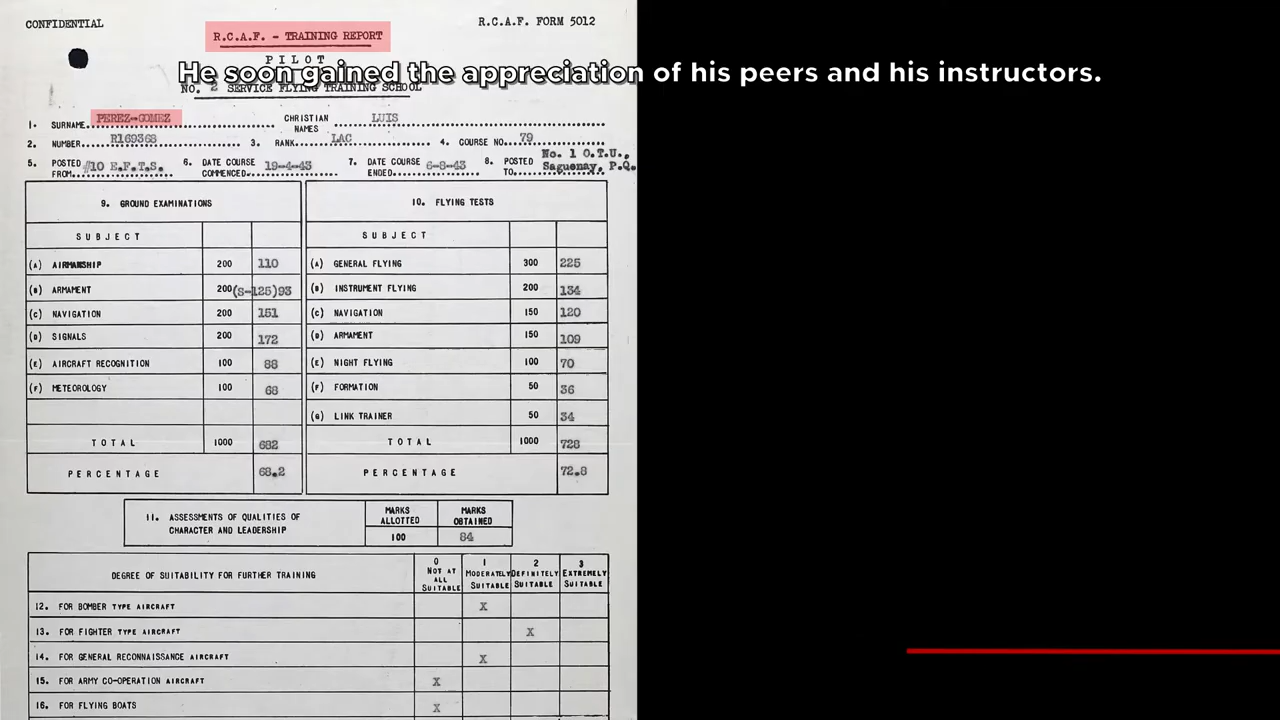 CONFIDENTIAL
R.C.A.F. FORM 5012
R.C.A.F. - TRAINING REPORT
PILOT
He soon gained the appreciation of his peers and his instructors.
NO. 2 SERVICE FLYING TRAINING SCHOOL
1. SURNAME PEREZ-GOMEZ CHRISTIAN NAMES LUIS
2. NUMBER R169368 3. RANK LAC 4. COURSE NO. 79
5. POSTED FROM #10 E.F.T.S. 6. DATE COURSE COMMENCED 19-4-43 7. DATE COURSE ENDED 6-8-43 8. POSTED TO No. 1 O.T.U., Saguenay, P.Q.
9. GROUND EXAMINATIONS
SUBJECT
(A) AIRMANSHIP 200 110
(B) ARMAMENT 200 (S-125)93
(C) NAVIGATION 200 151
(D) SIGNALS 200 172
(E) AIRCRAFT RECOGNITION 100 88
(F) METEOROLOGY 100 68
TOTAL 1000 682
PERCENTAGE 68.2
10. FLYING TESTS
SUBJECT
(A) GENERAL FLYING 300 225
(B) INSTRUMENT FLYING 200 134
(C) NAVIGATION 150 120
(D) ARMAMENT 150 109
(E) NIGHT FLYING 100 70
(F) FORMATION 50 36
(G) LINK TRAINER 50 34
TOTAL 1000 728
PERCENTAGE 72.8
11. ASSESSMENTS OF QUALITIES OF CHARACTER AND LEADERSHIP
MARKS ALLOTTED
MARKS OBTAINED
100 84
DEGREE OF SUITABILITY FOR FURTHER TRAINING
0 NOT AT ALL SUITABLE
1 MODERATELY SUITABLE
2 DEFINITELY SUITABLE
3 EXTREMELY SUITABLE
12. FOR BOMBER TYPE AIRCRAFT X
13. FOR FIGHTER TYPE AIRCRAFT X
14. FOR GENERAL RECONNAISSANCE AIRCRAFT X
15. FOR ARMY CO-OPERATION AIRCRAFT X
16. FOR FLYING BOATS X